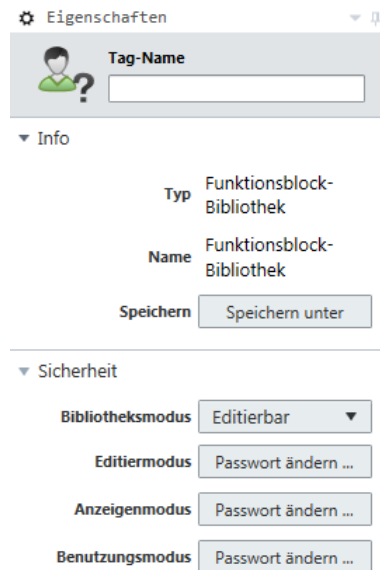 Eigenschaften
Tag-Name
Info
Typ Funktionsblock-
Bibliothek
Name Funktionsblock-
Bibliothek
Speichern Speichern unter
Sicherheit
Bibliotheksmodus Editierbar
Editiermodus Passwort ändern ...
Anzeigenmodus Passwort ändern ...
Benutzungsmodus Passwort ändern ...